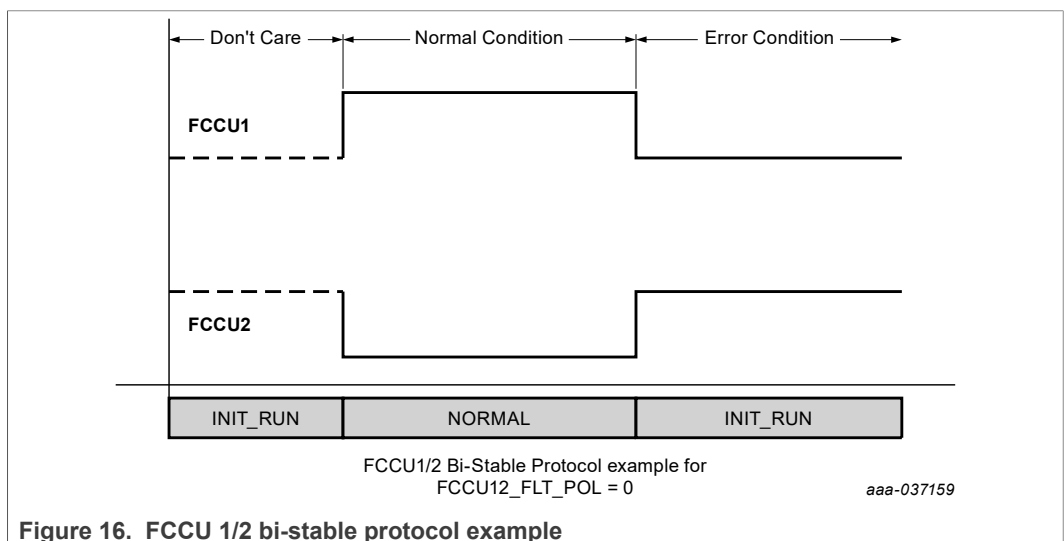 Don't Care Normal Condition Error Condition
FCCU1
FCCU2
INIT_RUN NORMAL INIT_RUN
FCCU1/2 Bi-Stable Protocol example for
FCCU12_FLT_POL = 0
aaa-037159
Figure 16. FCCU 1/2 bi-stable protocol example